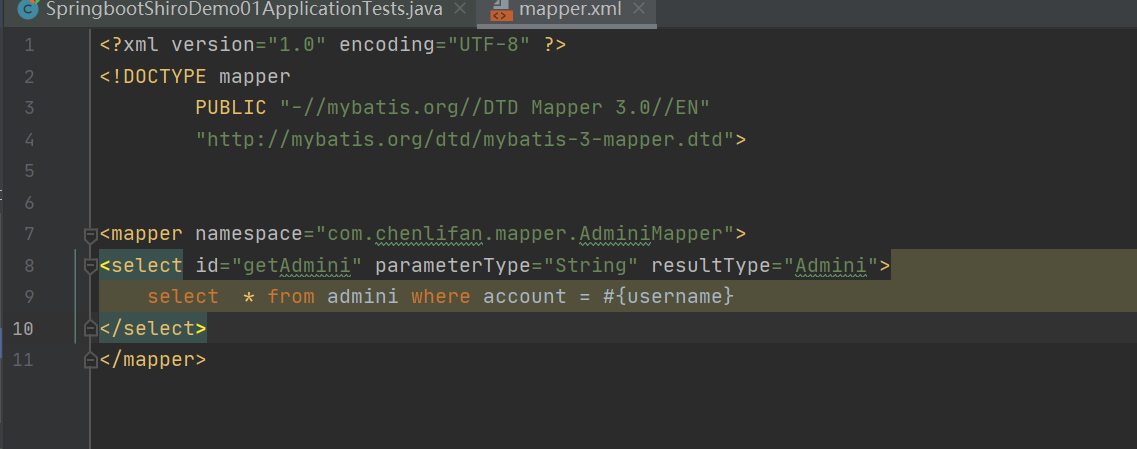 SpringbootShiroDemo01ApplicationTests.java mapper.xml
1 <?xml version="1.0" encoding="UTF-8" ?>
2 <!DOCTYPE mapper
3         PUBLIC "-//mybatis.org//DTD Mapper 3.0//EN"
4         "http://mybatis.org/dtd/mybatis-3-mapper.dtd">
5
6
7 <mapper namespace="com.chenlifan.mapper.AdminiMapper">
8 <select id="getAdmini" parameterType="String" resultType="Admini">
9     select  * from admini where account = #{username}
10 </select>
11 </mapper>